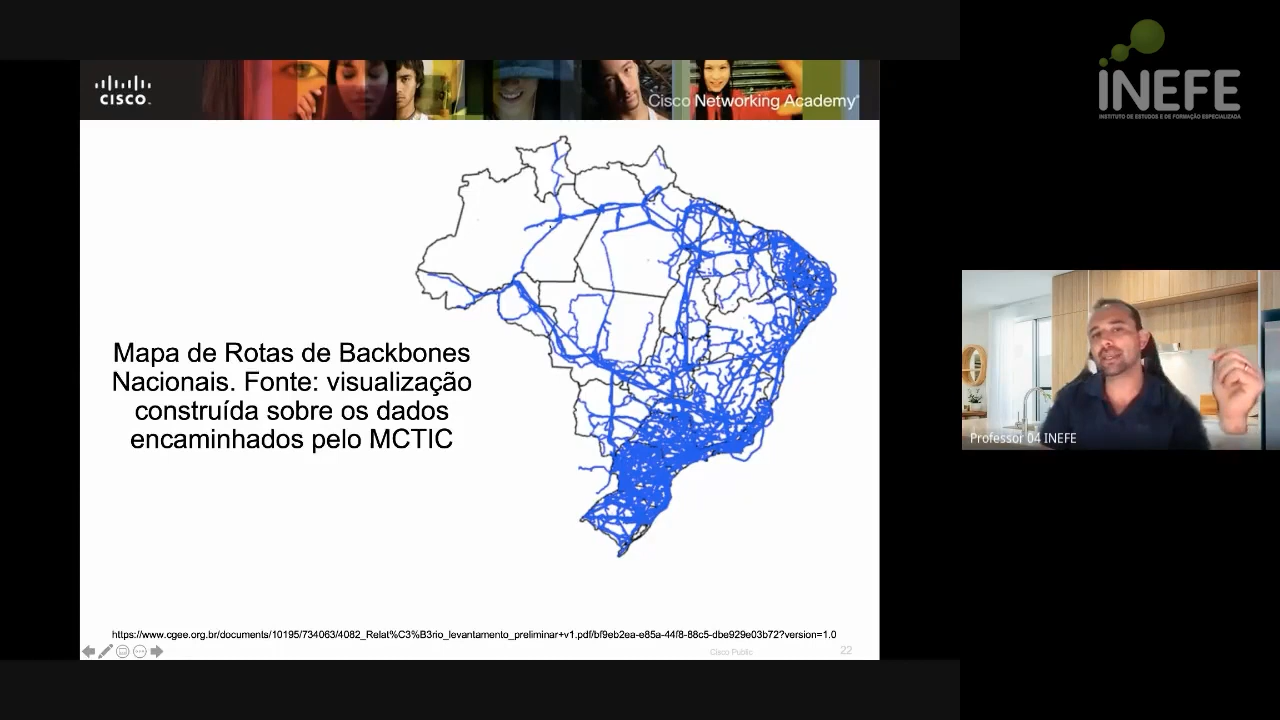 CISCO
Cisco Networking Academy®
INEFE
INSTITUTO DE ESTUDOS E DE FORMAÇÃO ESPECIALIZADA
Mapa de Rotas de Backbones
Nacionais. Fonte: visualização
construída sobre os dados
encaminhados pelo MCTIC
Professor 04 INEFE
https://www.cgee.org.br/documents/10195/734063/4082_Relat%C3%B3rio_levantamento_preliminar+v1.pdf/bf9eb2ea-e85a-44f8-88c5-dbe929e03b72?version=1.0
Cisco Public
22